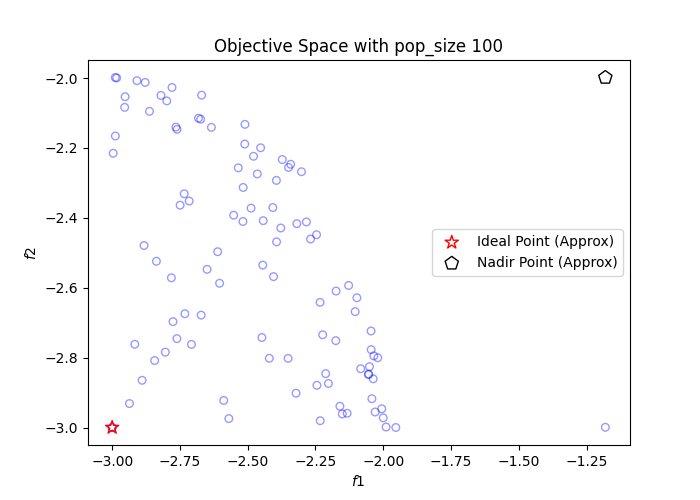 Objective Space with pop_size 100
f2
−2.0
−2.2
−2.4
−2.6
−2.8
−3.0
Ideal Point (Approx)
Nadir Point (Approx)
−3.00 −2.75 −2.50 −2.25 −2.00 −1.75 −1.50 −1.25
f1